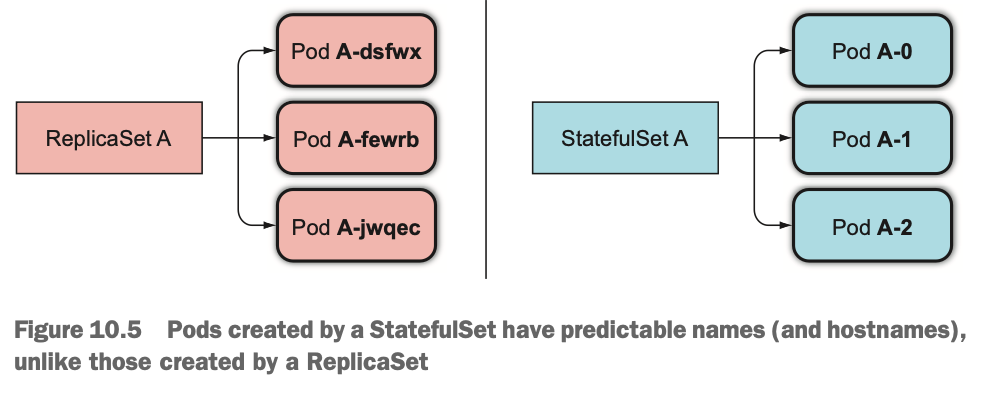 ReplicaSet A
Pod A-dsfwx
Pod A-fewrb
Pod A-jwqec
StatefulSet A
Pod A-0
Pod A-1
Pod A-2
Figure 10.5 Pods created by a StatefulSet have predictable names (and hostnames),
unlike those created by a ReplicaSet